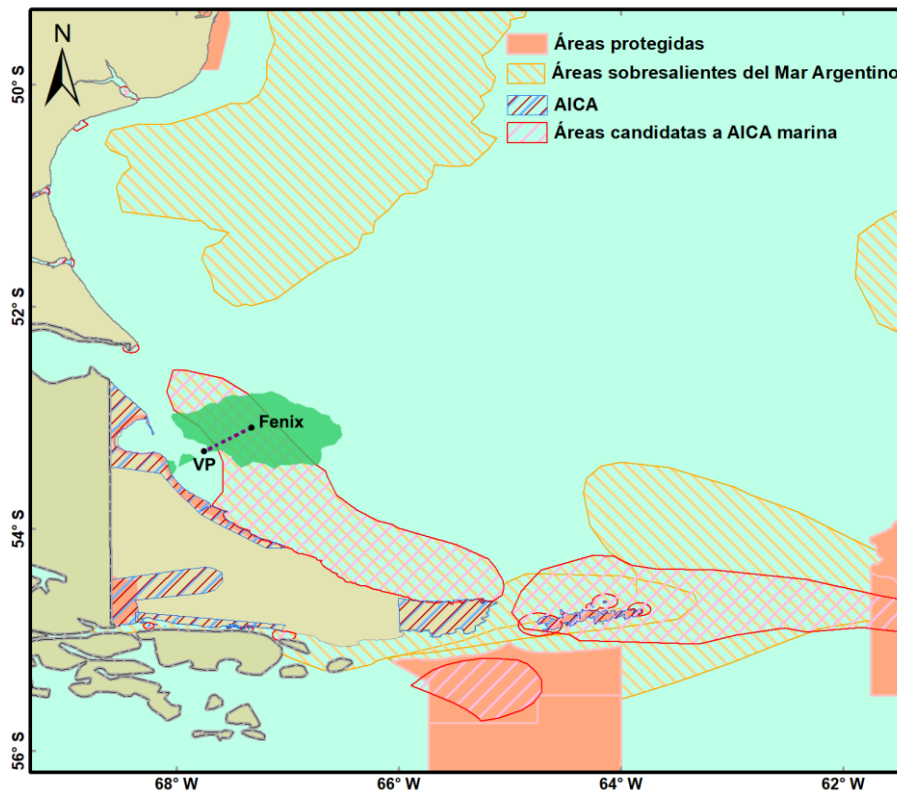 N
Áreas protegidas
Áreas sobresalientes del Mar Argentino
AICA
Áreas candidatas a AICA marina
50° S
52° S
54° S
56° S
Fenix
VP
68° W
66° W
64° W
62° W